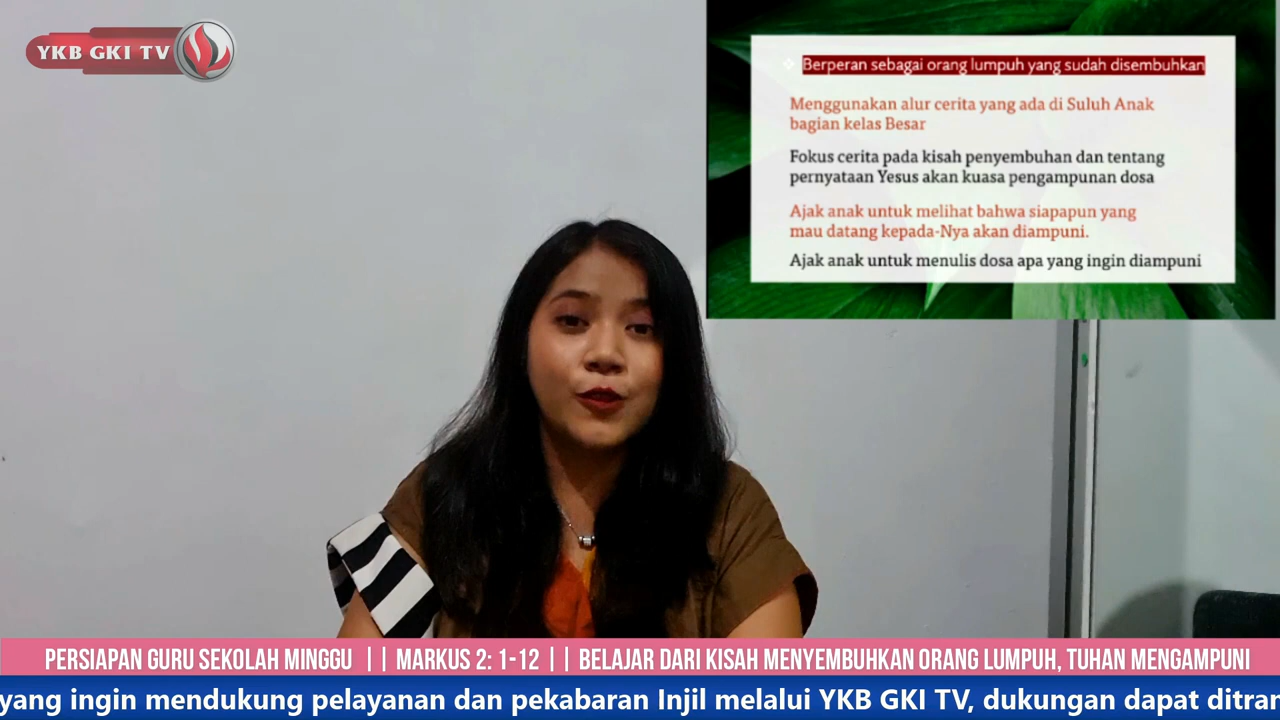 YKB GKI TV
Berperan sebagai orang lumpuh yang sudah disembuhkan
Menggunakan alur cerita yang ada di Suluh Anak
bagian kelas Besar
Fokus cerita pada kisah penyembuhan dan tentang
pernyataan Yesus akan kuasa pengampunan dosa
Ajak anak untuk melihat bahwa siapapun yang
mau datang kepada-Nya akan diampuni.
Ajak anak untuk menulis dosa apa yang ingin diampuni
PERSIAPAN GURU SEKOLAH MINGGU || MARKUS 2: 1-12 || BELAJAR DARI KISAH MENYEMBUHKAN ORANG LUMPUH, TUHAN MENGAMPUNI
yang ingin mendukung pelayanan dan pekabaran Injil melalui YKB GKI TV, dukungan dapat ditran